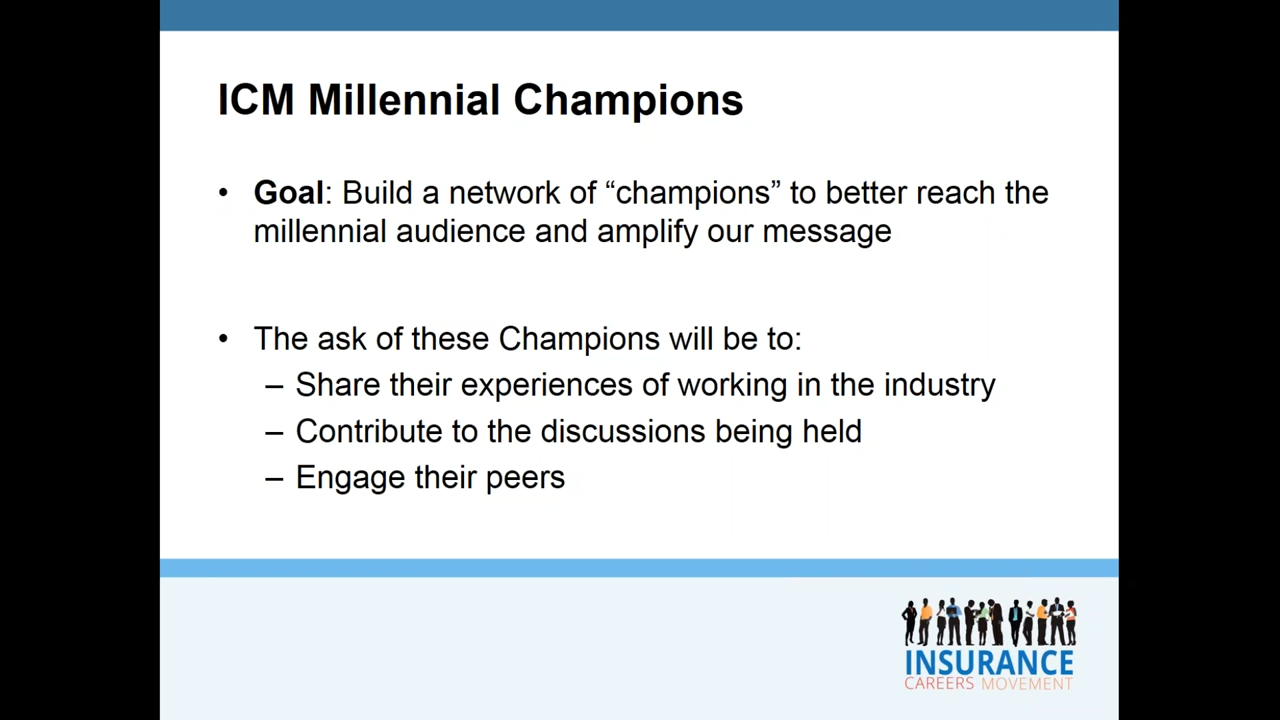 ICM Millennial Champions
• Goal: Build a network of “champions” to better reach the
millennial audience and amplify our message
• The ask of these Champions will be to:
– Share their experiences of working in the industry
– Contribute to the discussions being held
– Engage their peers
INSURANCE
CAREERS MOVEMENT